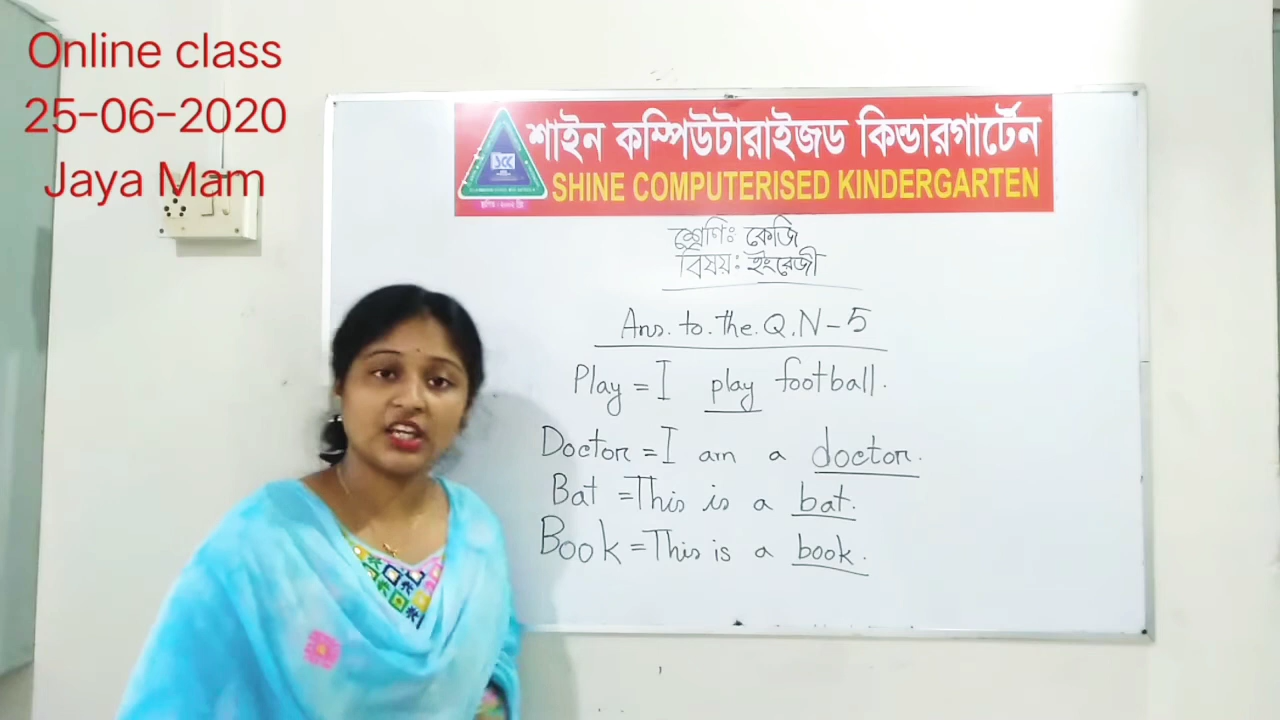 Online class
25-06-2020
Jaya Mam
শাইন কম্পিউটারাইজড কিন্ডারগার্টেন
SHINE COMPUTERISED KINDERGARTEN
শ্রেণিঃ কেজি
বিষয়ঃ ইংরেজী
Ans. to. the. Q. N - 5
Play = I play football.
Doctor = I am a doctor.
Bat = This is a bat.
Book = This is a book.